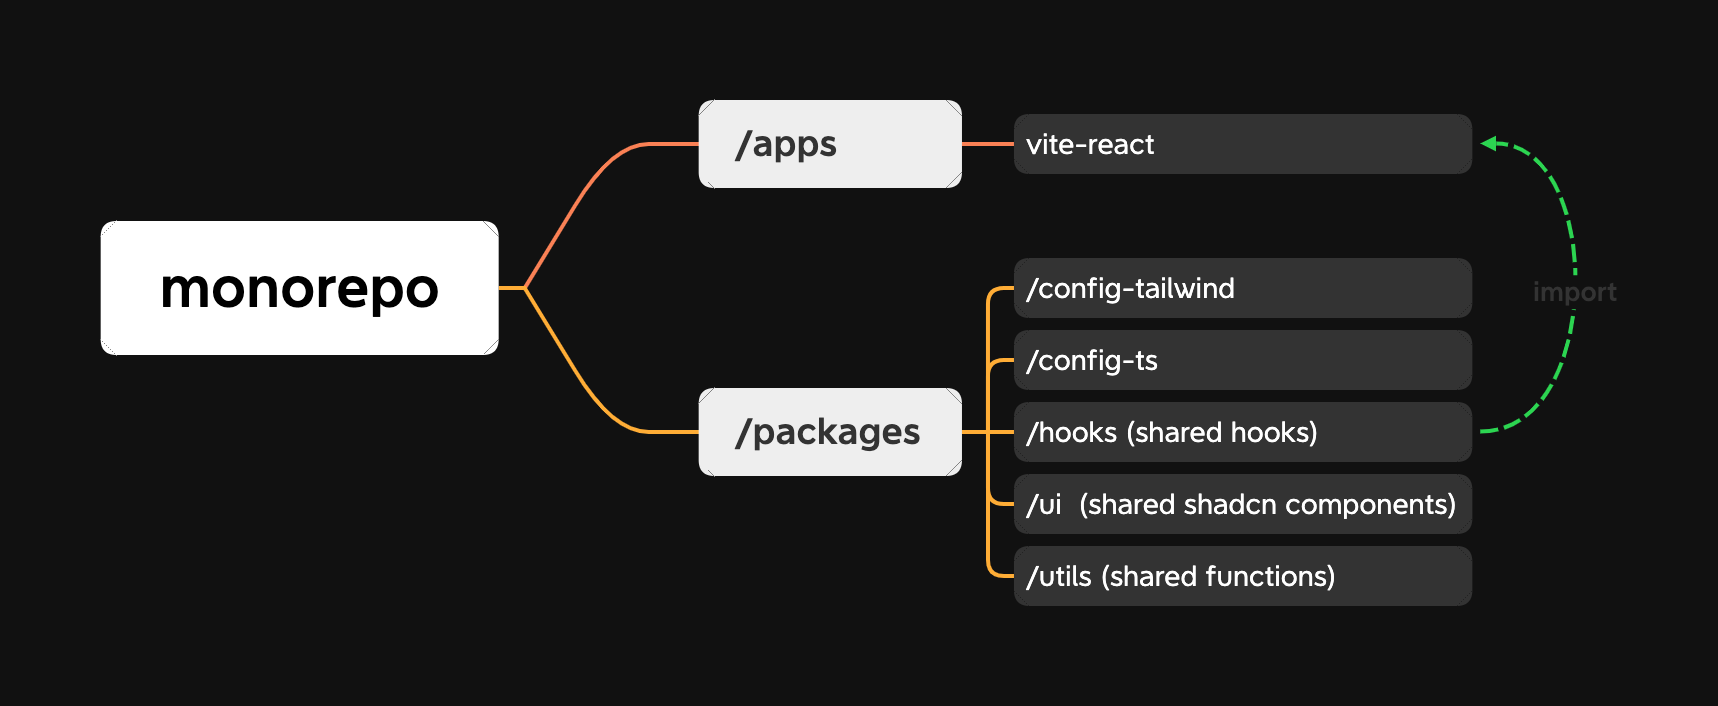 monorepo
/apps
vite-react
/packages
/config-tailwind
/config-ts
/hooks (shared hooks)
/ui  (shared shadcn components)
/utils (shared functions)
import